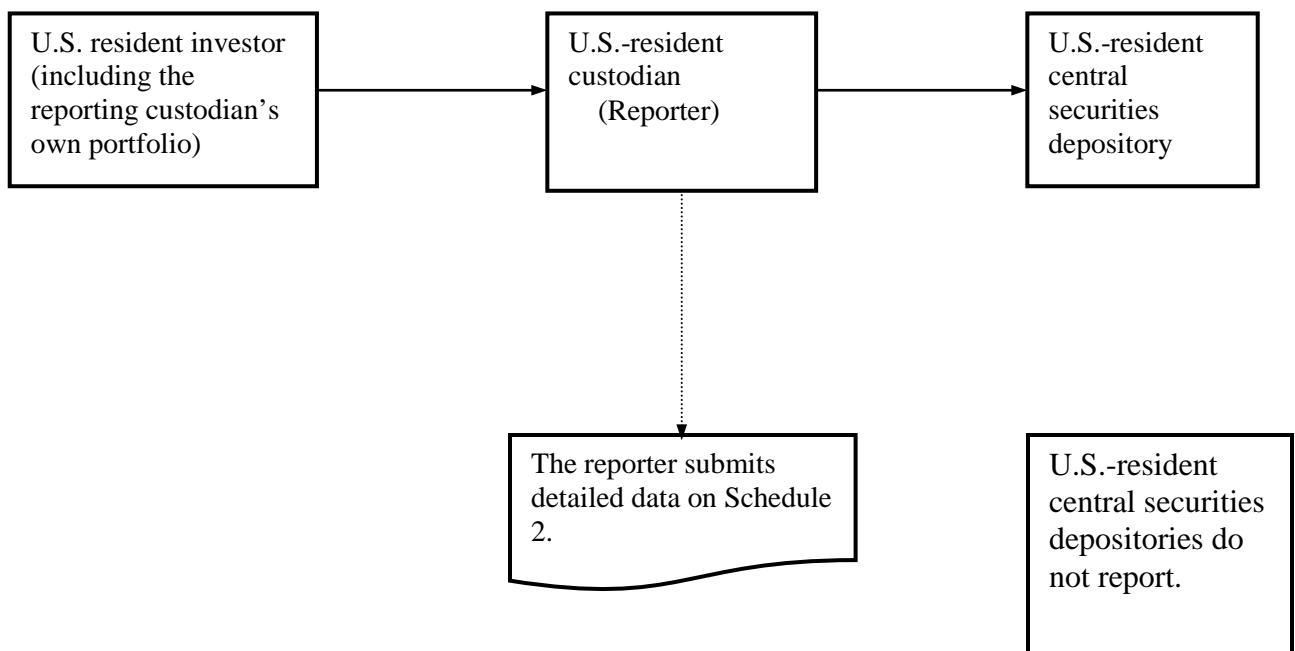 U.S. resident investor
(including the
reporting custodian’s
own portfolio)
U.S.-resident
custodian
(Reporter)
U.S.-resident
central
securities
depository
The reporter submits
detailed data on Schedule
2.
U.S.-resident
central securities
depositories do
not report.